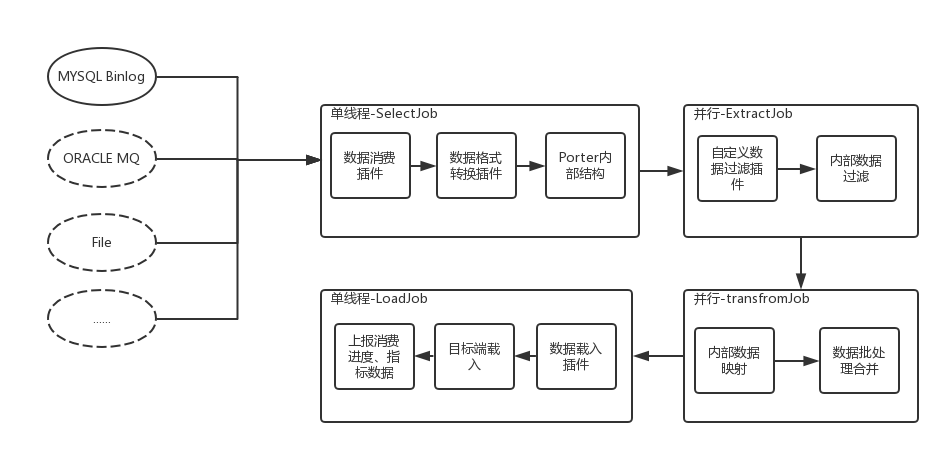 MYSQL Binlog
ORACLE MQ
File
......
单线程-SelectJob
数据消费
插件
数据格式
转换插件
Porter内
部结构
并行-ExtractJob
自定义数
据过滤插
件
内部数据
过滤
单线程-LoadJob
上报消费
进度、指
标数据
目标端载
入
数据载入
插件
并行-transfromJob
内部数据
映射
数据批处
理合并